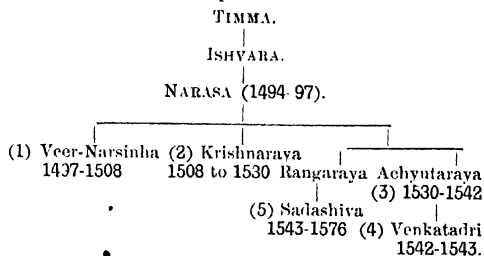 TIMMA.
ISHVARA.
NARASA (1494-97).
(1) Veer-Narsinha (2) Krishnaraya
1497-1508 1508 to 1530 Rangaraya Achyutaraya
(3) 1530-1542
(5) Sadashiva
1543-1576 (4) Venkatadri
1542-1543.